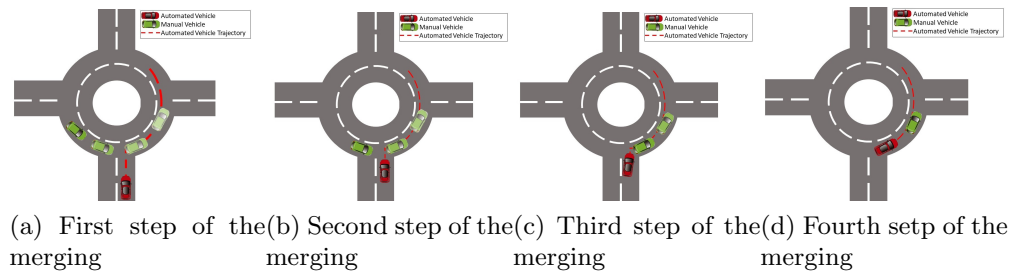 Automated Vehicle
Manual Vehicle
Automated Vehicle Trajectory
Automated Vehicle
Manual Vehicle
Automated Vehicle Trajectory
Automated Vehicle
Manual Vehicle
Automated Vehicle Trajectory
Automated Vehicle
Manual Vehicle
Automated Vehicle Trajectory
(a) First step of the
merging
(b) Second step of the
merging
(c) Third step of the
merging
(d) Fourth setp of the
merging